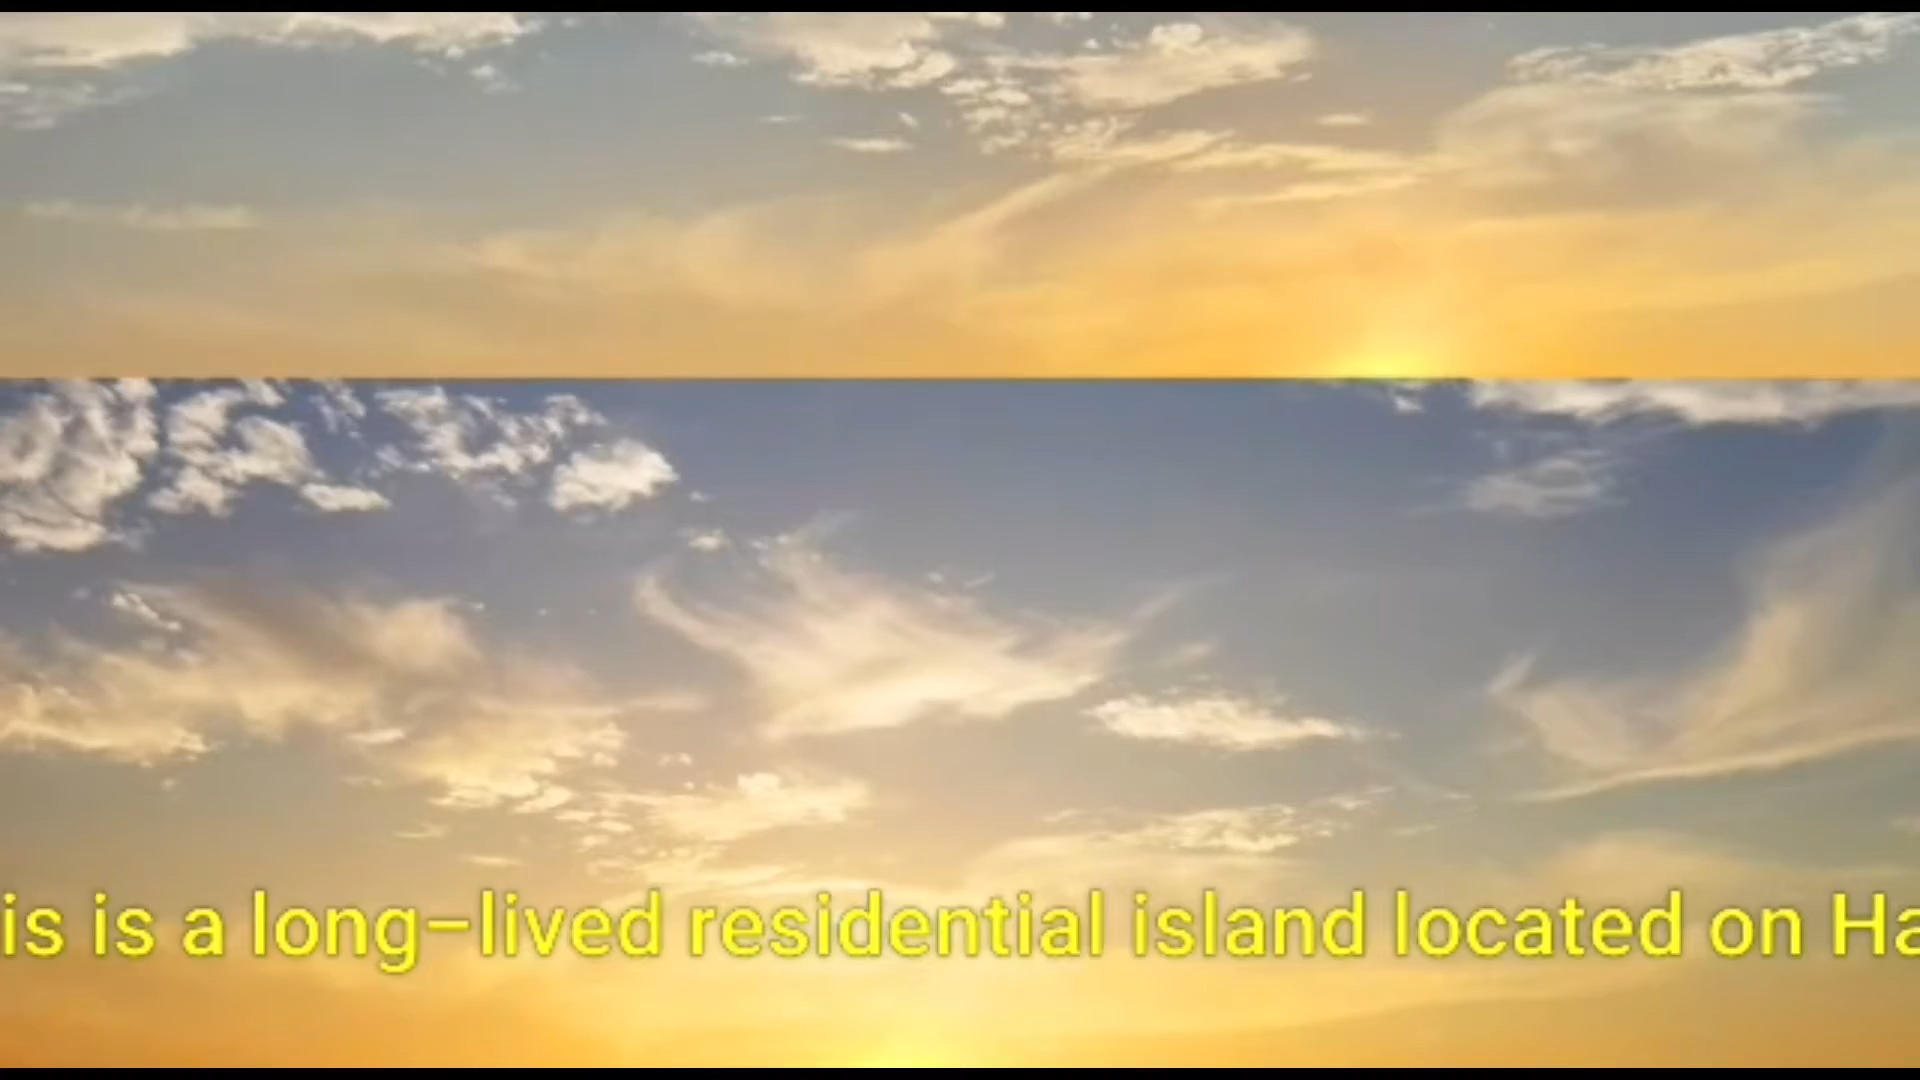 is is a long–lived residential island located on Ha